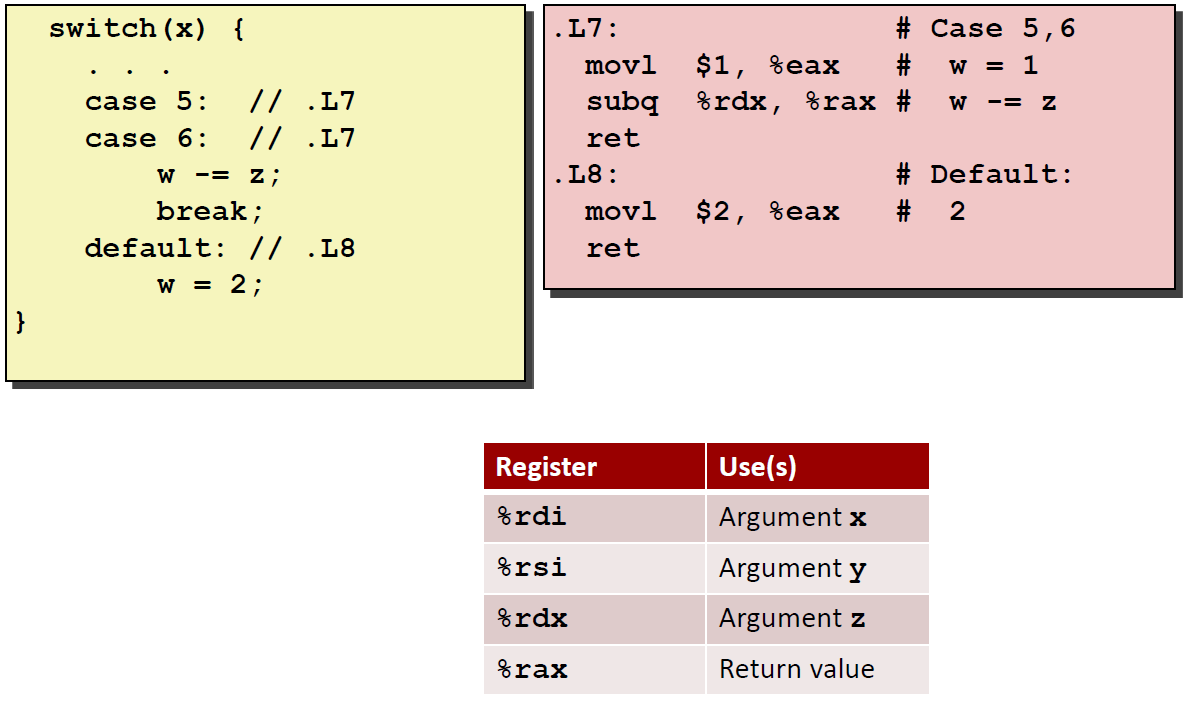 switch(x) {
. . .
case 5:  // .L7
case 6:  // .L7
w -= z;
break;
default: // .L8
w = 2;
}
.L7:                # Case 5,6
movl  $1, %eax   #  w = 1
subq  %rdx, %rax #  w -= z
ret
.L8:                # Default:
movl  $2, %eax   #  2
ret
Register Use(s)
%rdi Argument x
%rsi Argument y
%rdx Argument z
%rax Return value